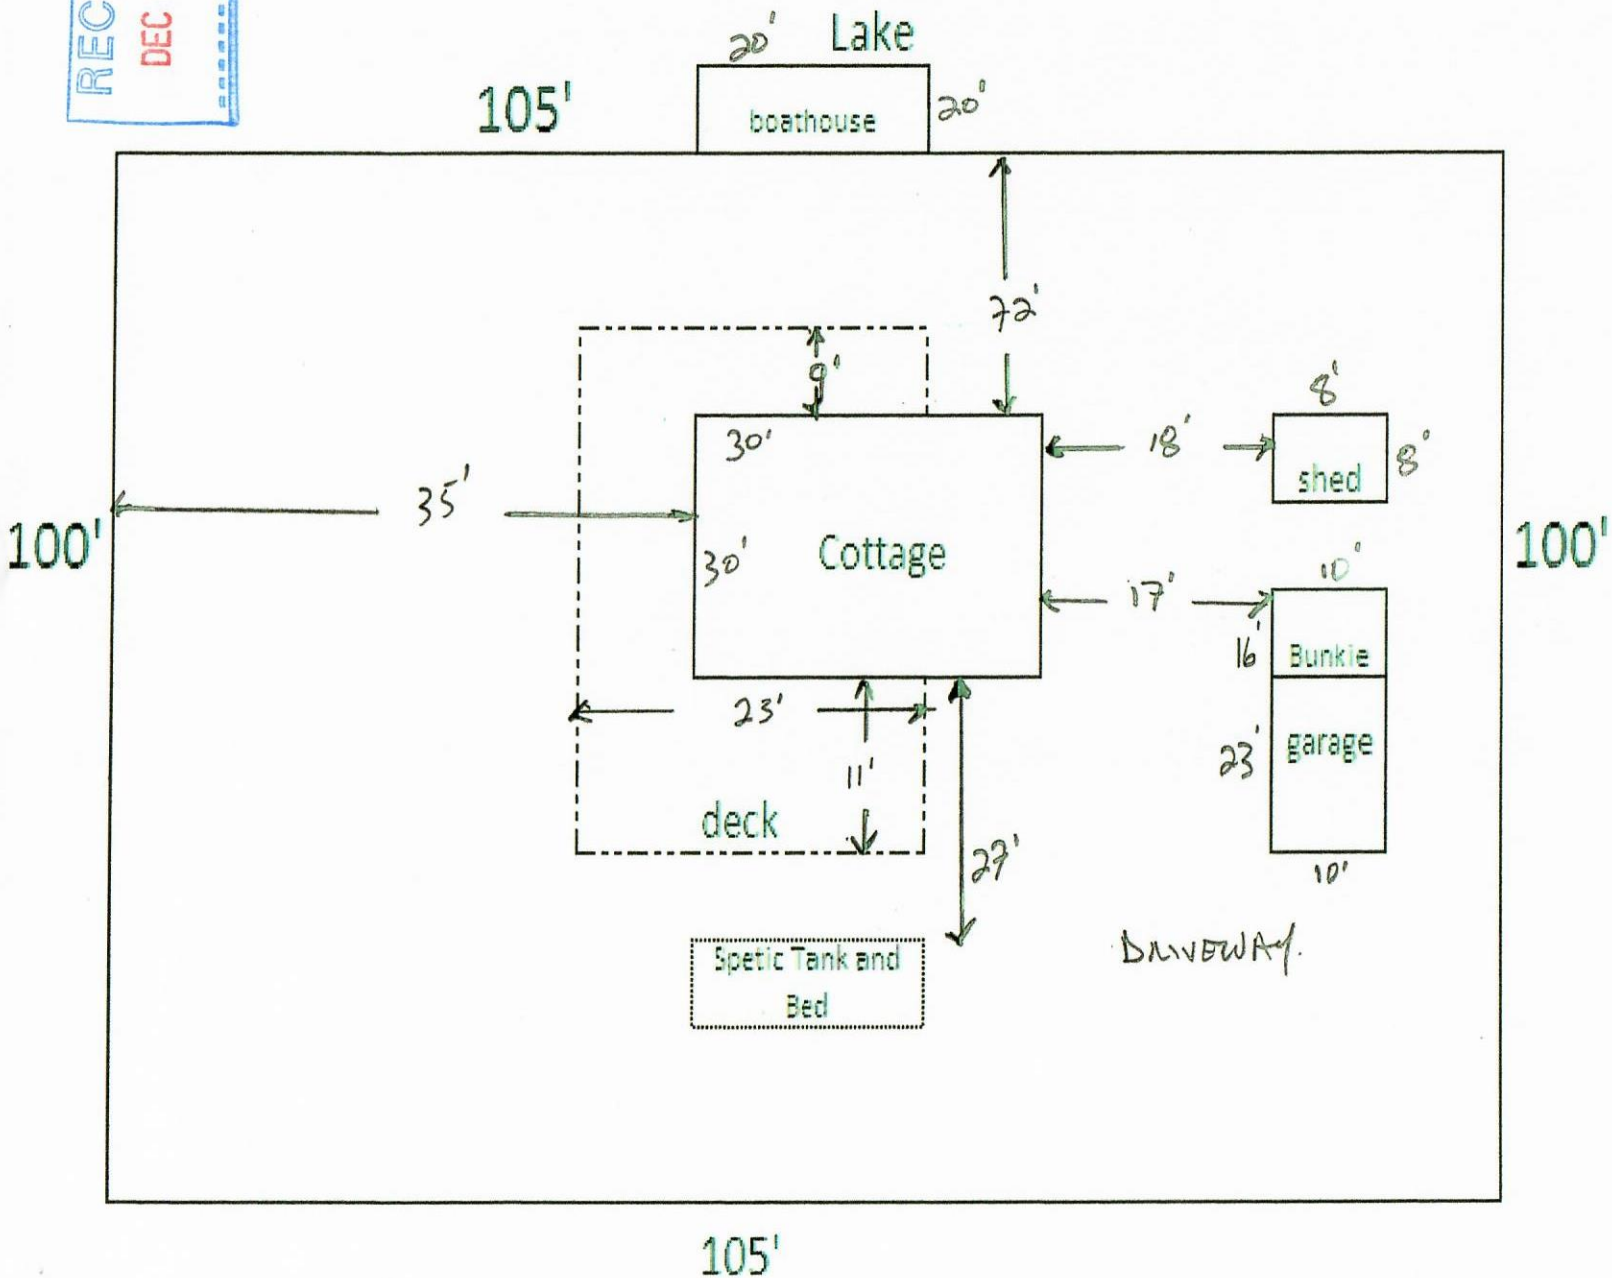 REC
DEC
20' Lake
105'
boathouse 20'
72'
9'
8'
30'
18'
shed 8'
35'
100'
Cottage
30'
100'
10'
17'
16' Bunkie
23'
garage
23'
11'
deck
27'
10'
Spetic Tank and
Bed
DRIVEWAY.
105'